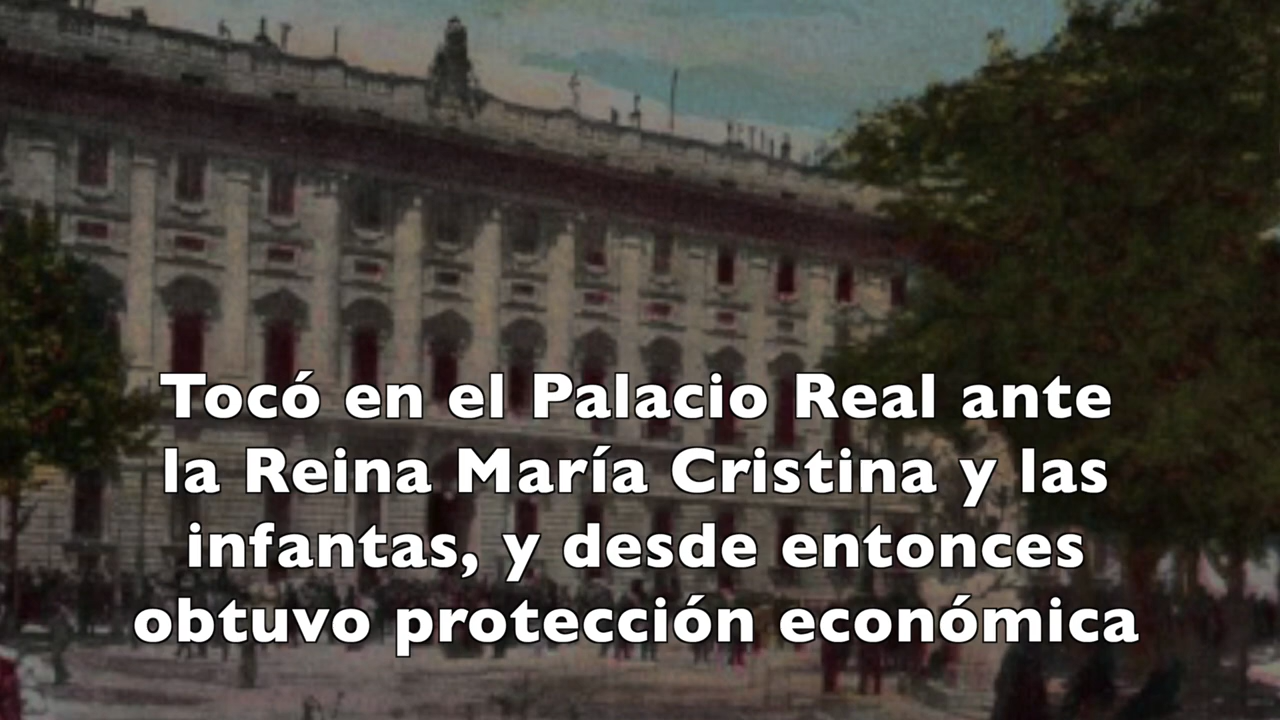 Tocó en el Palacio Real ante
la Reina María Cristina y las
infantas, y desde entonces
obtuvo protección económica